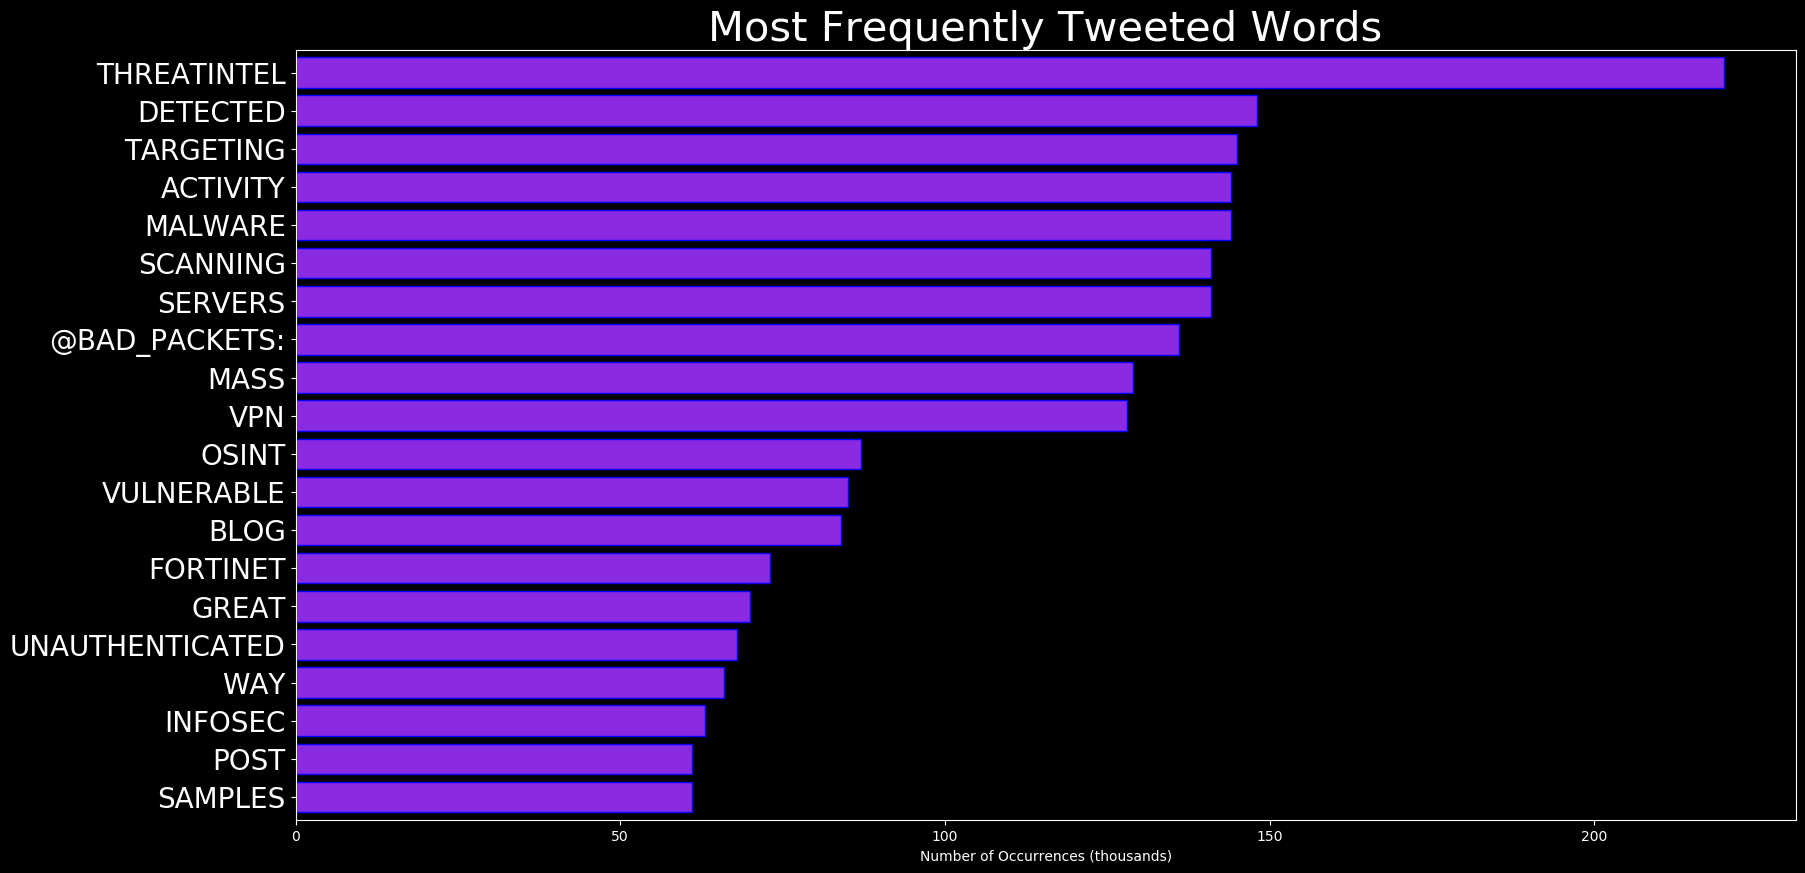 Most Frequently Tweeted Words
THREATINTEL
DETECTED
TARGETING
ACTIVITY
MALWARE
SCANNING
SERVERS
@BAD_PACKETS:
MASS
VPN
OSINT
VULNERABLE
BLOG
FORTINET
GREAT
UNAUTHENTICATED
WAY
INFOSEC
POST
SAMPLES
0 50 100 150 200
Number of Occurrences (thousands)